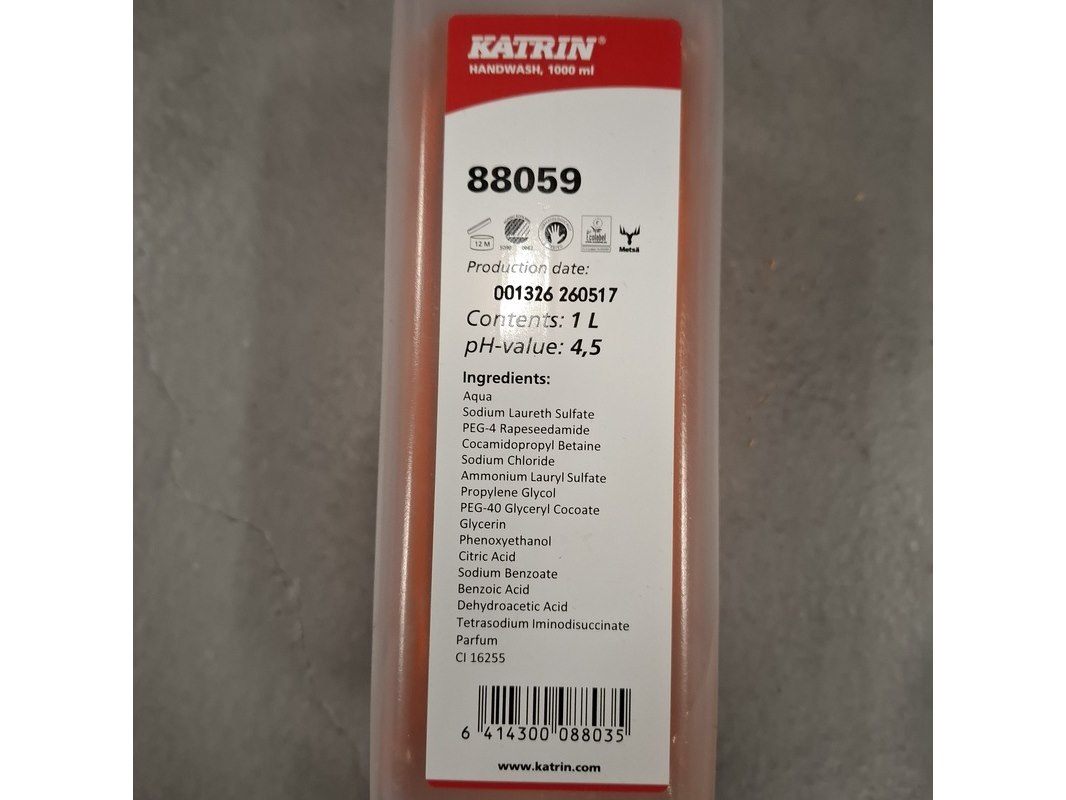 KATRIN®
HANDWASH, 1000 ml
88059
12 M
Ecolabel
Metsä
Production date:
001326 260517
Contents: 1 L
pH-value: 4,5
Ingredients:
Aqua
Sodium Laureth Sulfate
PEG-4 Rapeseedamide
Cocamidopropyl Betaine
Sodium Chloride
Ammonium Lauryl Sulfate
Propylene Glycol
PEG-40 Glyceryl Cocoate
Glycerin
Phenoxyethanol
Citric Acid
Sodium Benzoate
Benzoic Acid
Dehydroacetic Acid
Tetrasodium Iminodisuccinate
Parfum
CI 16255
6 414300 088035
www.katrin.com